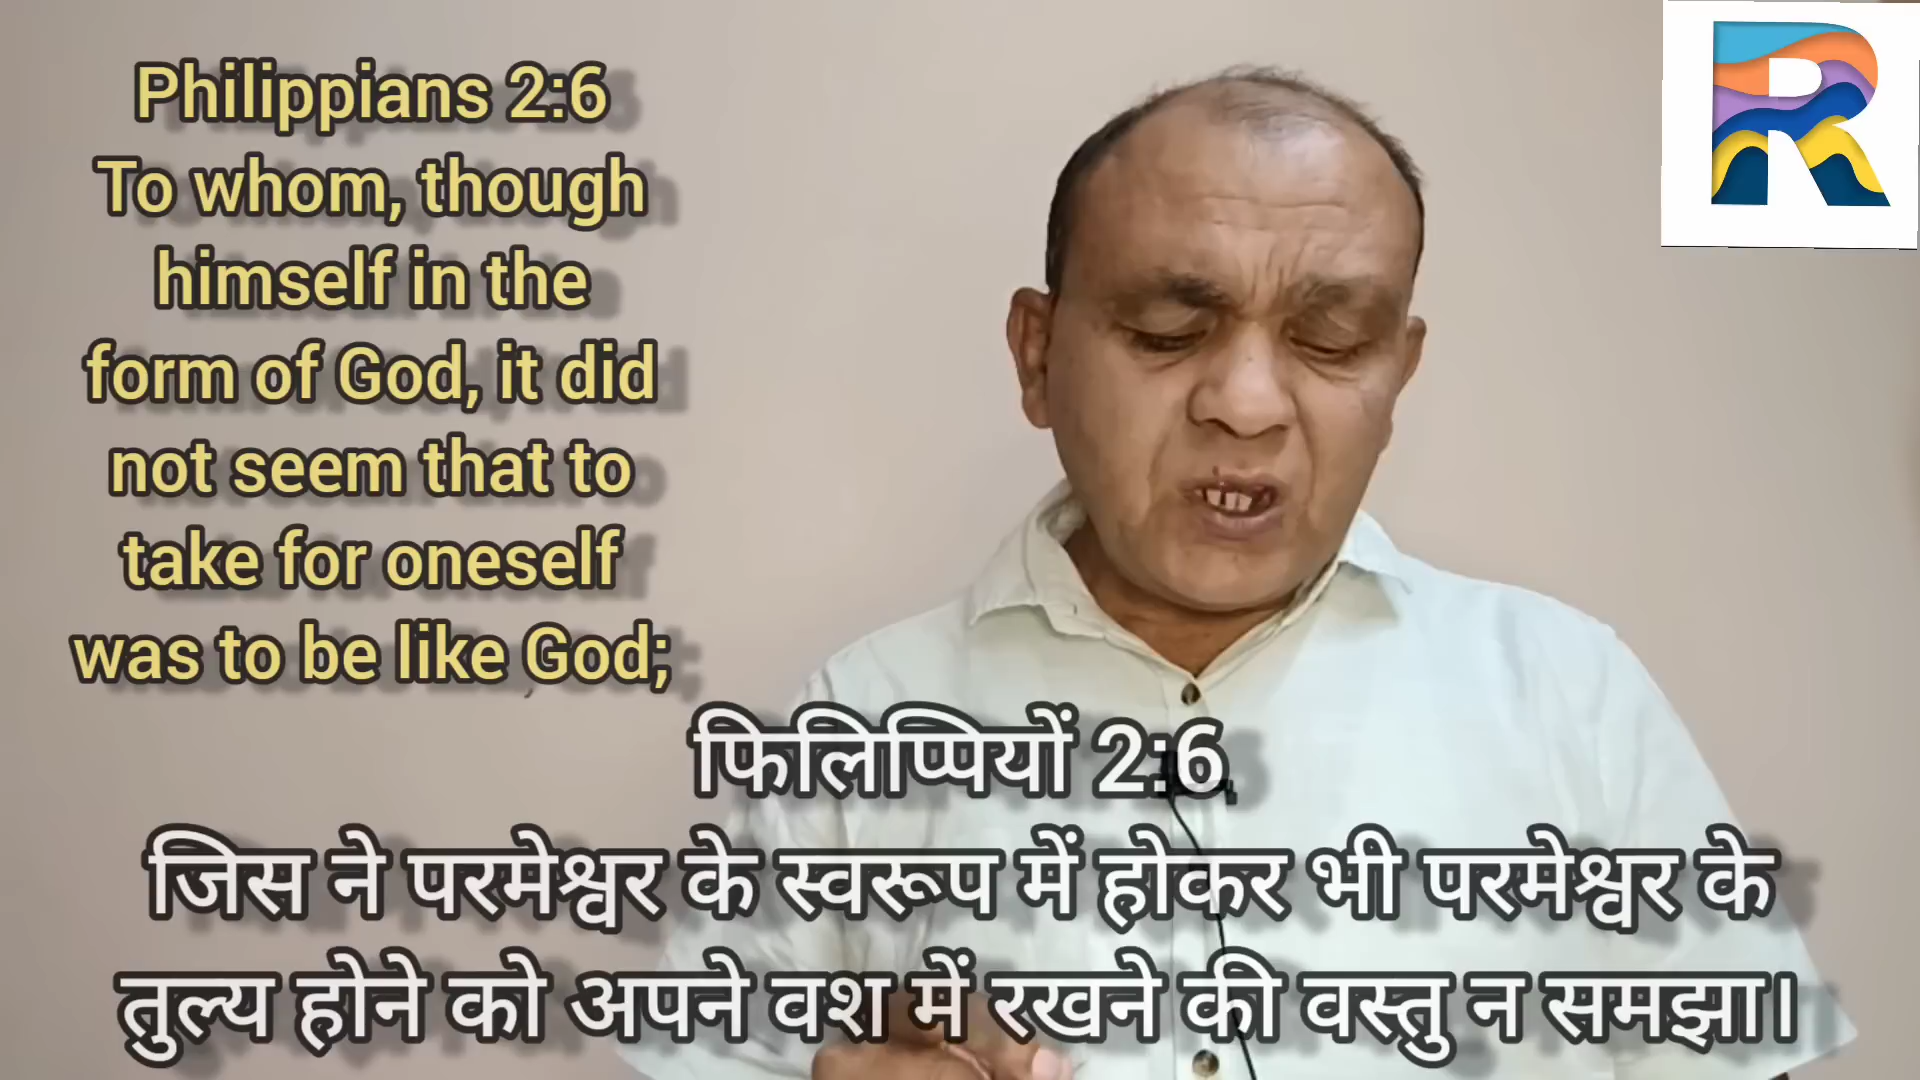 Philippians 2:6
To whom, though
himself in the
form of God, it did
not seem that to
take for oneself
was to be like God;
फिलिप्पियों 2:6
जिस ने परमेश्वर के स्वरूप में होकर भी परमेश्वर के
तुल्य होने को अपने वश में रखने की वस्तु न समझा।
R